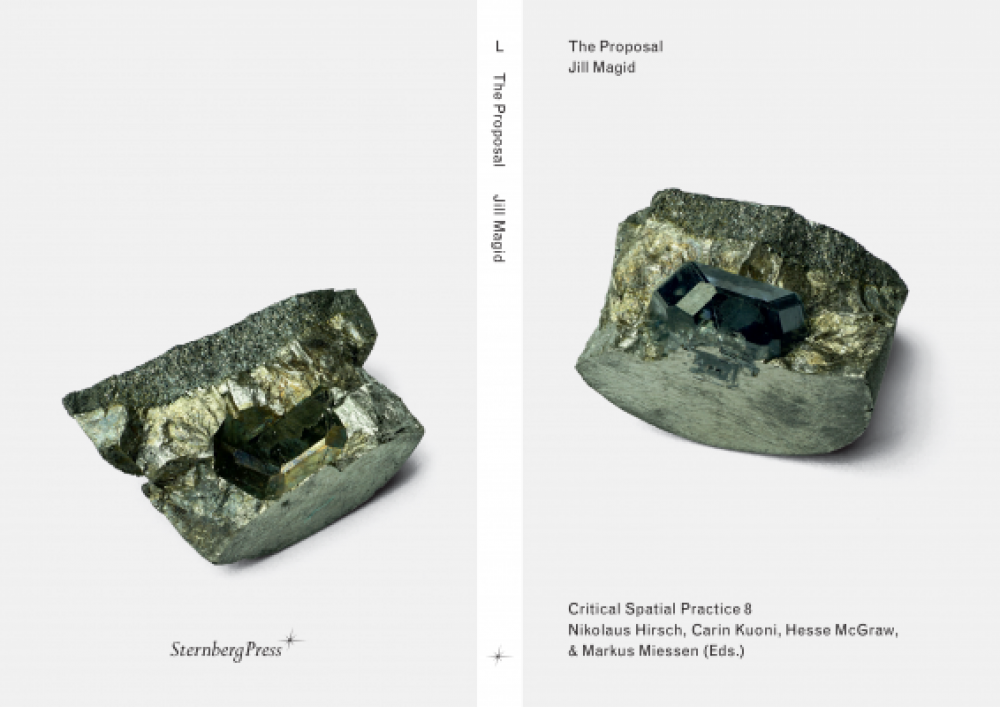 SternbergPress
L
The Proposal Jill Magid
The Proposal
Jill Magid
Critical Spatial Practice 8
Nikolaus Hirsch, Carin Kuoni, Hesse McGraw,
& Markus Miessen (Eds.)